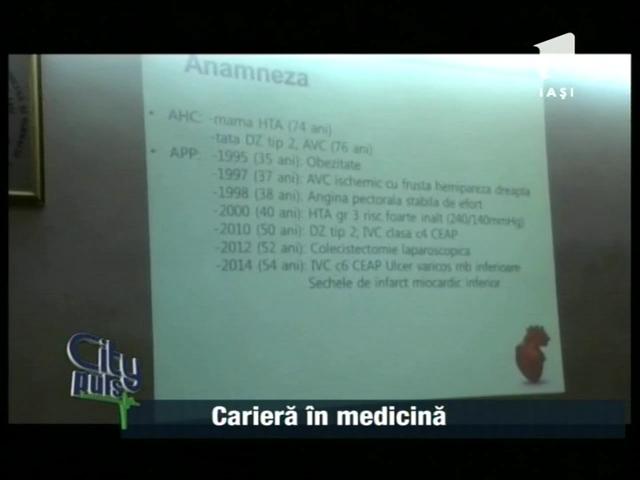 1
IAȘI
Anamneza
• AHC: -mama HTA (74 ani)
-tata DZ tip 2, AVC (76 ani)
• APP: -1995 (35 ani): Obezitate
-1997 (37 ani): AVC ischemic cu frusta hemipareza dreapta
-1998 (38 ani): Angina pectorala stabila de efort
-2000 (40 ani): HTA gr 3 risc foarte inalt (240/140mmHg)
-2010 (50 ani): DZ tip 2, IVC clasa c4 CEAP
-2012 (52 ani): Colecistectomie laparoscopica
-2014 (54 ani): IVC c6 CEAP Ulcer varicos mb inferioare
Sechele de infarct miocardic inferior
City
puls
Carieră în medicină